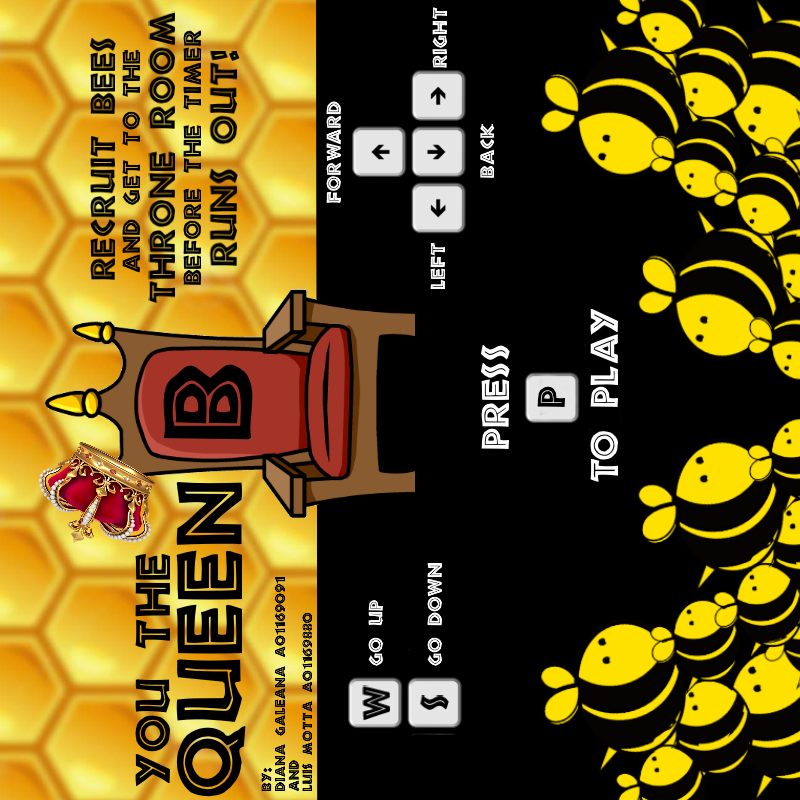 YOU THE
QUEEN
BY:
DIANA GALEANA A01169091
AND
LUIS MOTTA A01169880
B
RECRUIT BEES
AND GET TO THE
THRONE ROOM
BEFORE THE TIMER
RUNS OUT!
W GO UP
S GO DOWN
FORWARD
LEFT
RIGHT
BACK
PRESS
P
TO PLAY